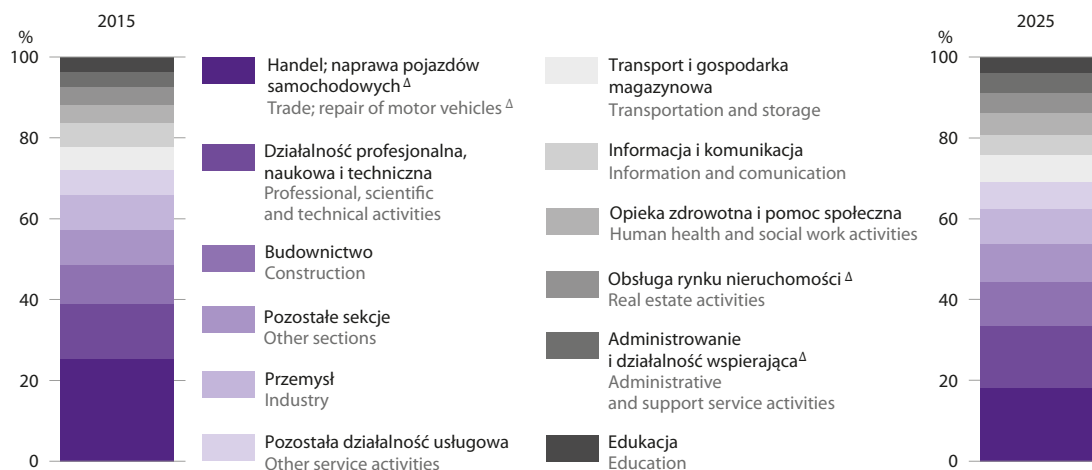 2015
%
100
80
60
40
20
0
Handel; naprawa pojazdów
samochodowych Δ
Trade; repair of motor vehicles Δ
Działalność profesjonalna,
naukowa i techniczna
Professional, scientific
and technical activities
Budownictwo
Construction
Pozostałe sekcje
Other sections
Przemysł
Industry
Pozostała działalność usługowa
Other service activities
Transport i gospodarka
magazynowa
Transportation and storage
Informacja i komunikacja
Information and comunication
Opieka zdrowotna i pomoc społeczna
Human health and social work activities
Obsługa rynku nieruchomości Δ
Real estate activities
Administrowanie
i działalność wspierająca Δ
Administrative
and support service activities
Edukacja
Education
2025
%
100
80
60
40
20
0